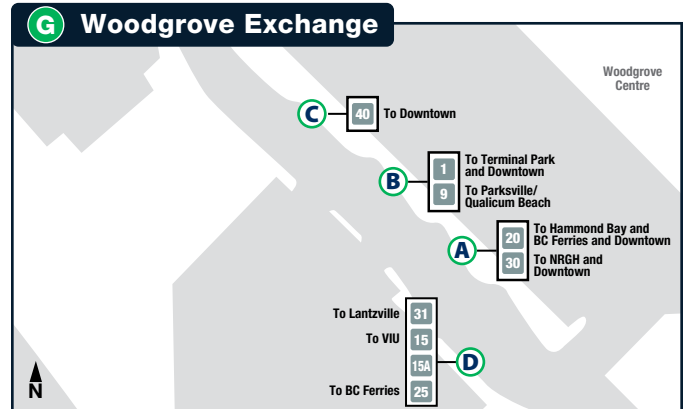 G Woodgrove Exchange
Woodgrove
Centre
C 40 To Downtown
B
1 To Terminal Park
and Downtown
9 To Parksville/
Qualicum Beach
A
20 To Hammond Bay and
BC Ferries and Downtown
30 To NRGH and
Downtown
To Lantzville 31
To VIU 15
15A D
To BC Ferries 25
N